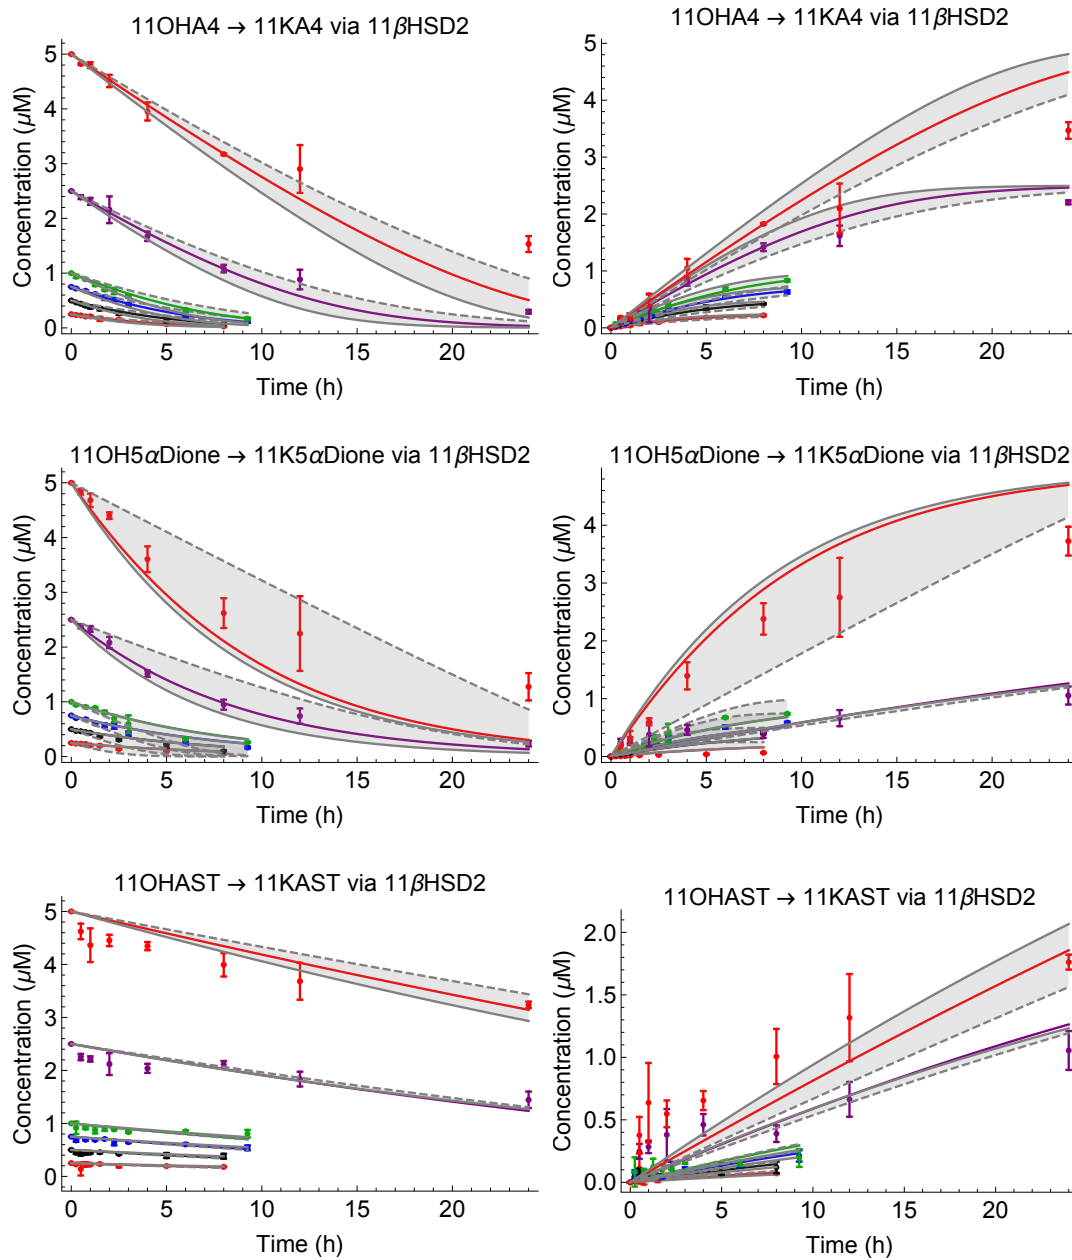 11OHA4 → 11KA4 via 11βHSD2
Concentration (μM)
5
4
3
2
1
0
0 5 10 15 20
Time (h)
11OHA4 → 11KA4 via 11βHSD2
Concentration (μM)
5
4
3
2
1
0
0 5 10 15 20
Time (h)
11OH5αDione → 11K5αDione via 11βHSD2
Concentration (μM)
5
4
3
2
1
0
0 5 10 15 20
Time (h)
11OH5αDione → 11K5αDione via 11βHSD2
Concentration (μM)
4
3
2
1
0
0 5 10 15 20
Time (h)
11OHAST → 11KAST via 11βHSD2
Concentration (μM)
5
4
3
2
1
0
0 5 10 15 20
Time (h)
11OHAST → 11KAST via 11βHSD2
Concentration (μM)
2.0
1.5
1.0
0.5
0.0
0 5 10 15 20
Time (h)